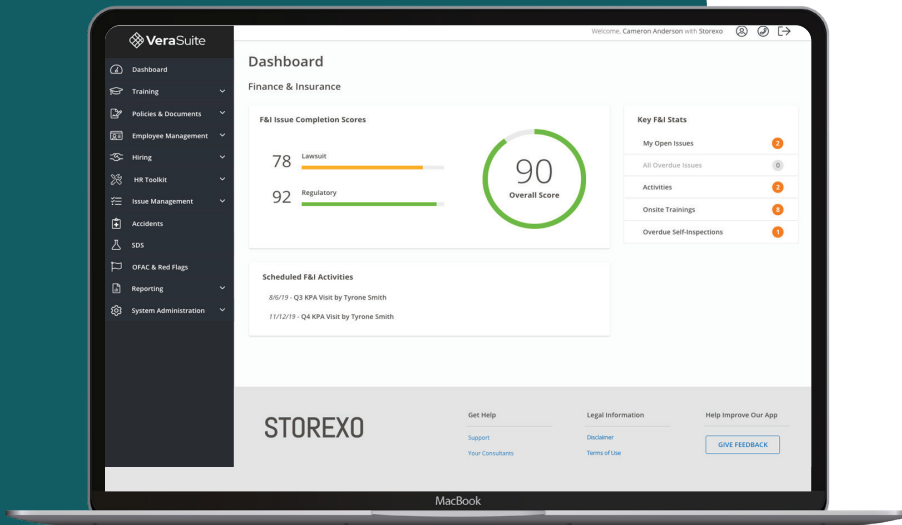 VeraSuite
Welcome, Cameron Anderson with Storexo
Dashboard
Training
Policies & Documents
Employee Management
Hiring
HR Toolkit
Issue Management
Accidents
SDS
OFAC & Red Flags
Reporting
System Administration
Dashboard
Finance & Insurance
F&I Issue Completion Scores
78 Lawsuit
92 Regulatory
90
Overall Score
Key F&I Stats
My Open Issues 2
All Overdue Issues 0
Activities 2
Onsite Trainings 8
Overdue Self-Inspections 1
Scheduled F&I Activities
8/6/19 - Q3 KPA Visit by Tyrone Smith
11/12/19 - Q4 KPA Visit by Tyrone Smith
STOREXO
Get Help
Support
Your Consultants
Legal Information
Disclaimer
Terms of Use
Help Improve Our App
GIVE FEEDBACK
MacBook